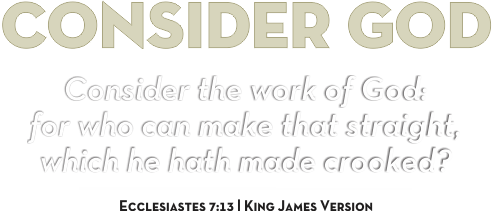 CONSIDER GOD
Consider the work of God:
for who can make that straight,
which he hath made crooked?
Ecclesiastes 7:13 | King James Version